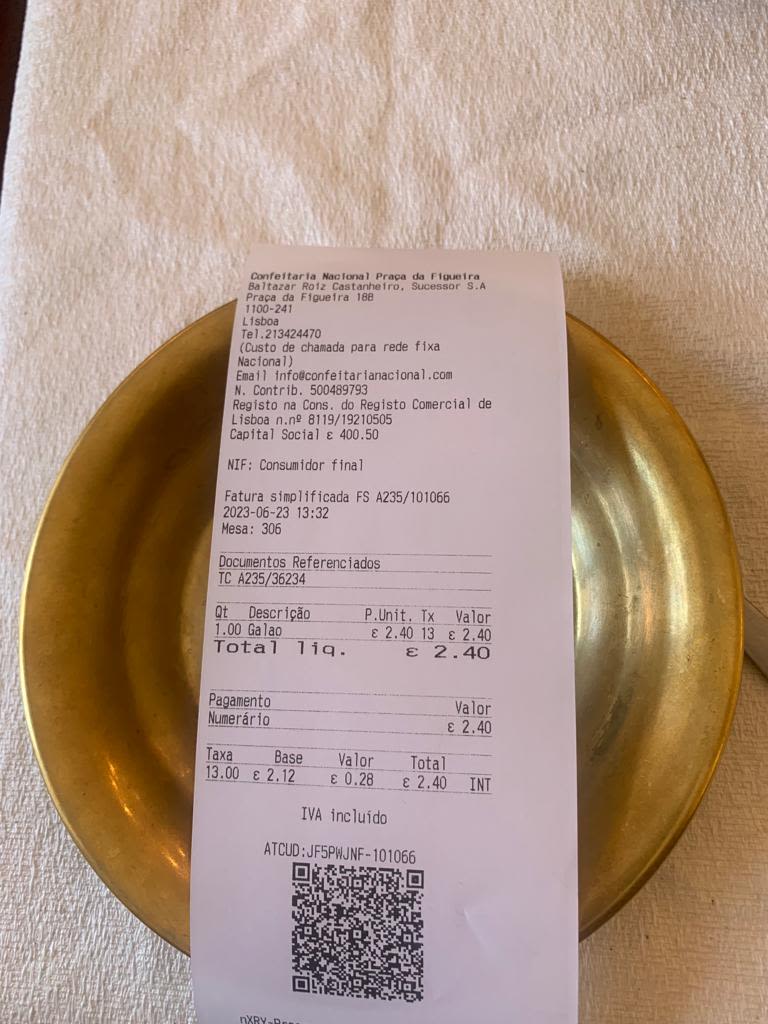 Confeitaria Nacional Praça da Figueira
Baltazar Roiz Castanheiro, Sucessor S.A
Praça da Figueira 18B
1100-241
Lisboa
Tel.213424470
(Custo de chamada para rede fixa
Nacional)
Email info@confeitarianacional.com
N. Contrib. 500489793
Registo na Cons. do Registo Comercial de
Lisboa n.nº 8119/19210505
Capital Social € 400.50
NIF: Consumidor final
Fatura simplificada FS A235/101066
2023-06-23 13:32
Mesa: 306
Documentos Referenciados
TC A235/36234
Qt Descrição P.Unit. Tx Valor
1.00 Galao € 2.40 13 € 2.40
Total liq. € 2.40
Pagamento Valor
Numerário € 2.40
Taxa Base Valor Total
13.00 € 2.12 € 0.28 € 2.40 INT
IVA incluído
ATCUD:JF5PWJNF-101066